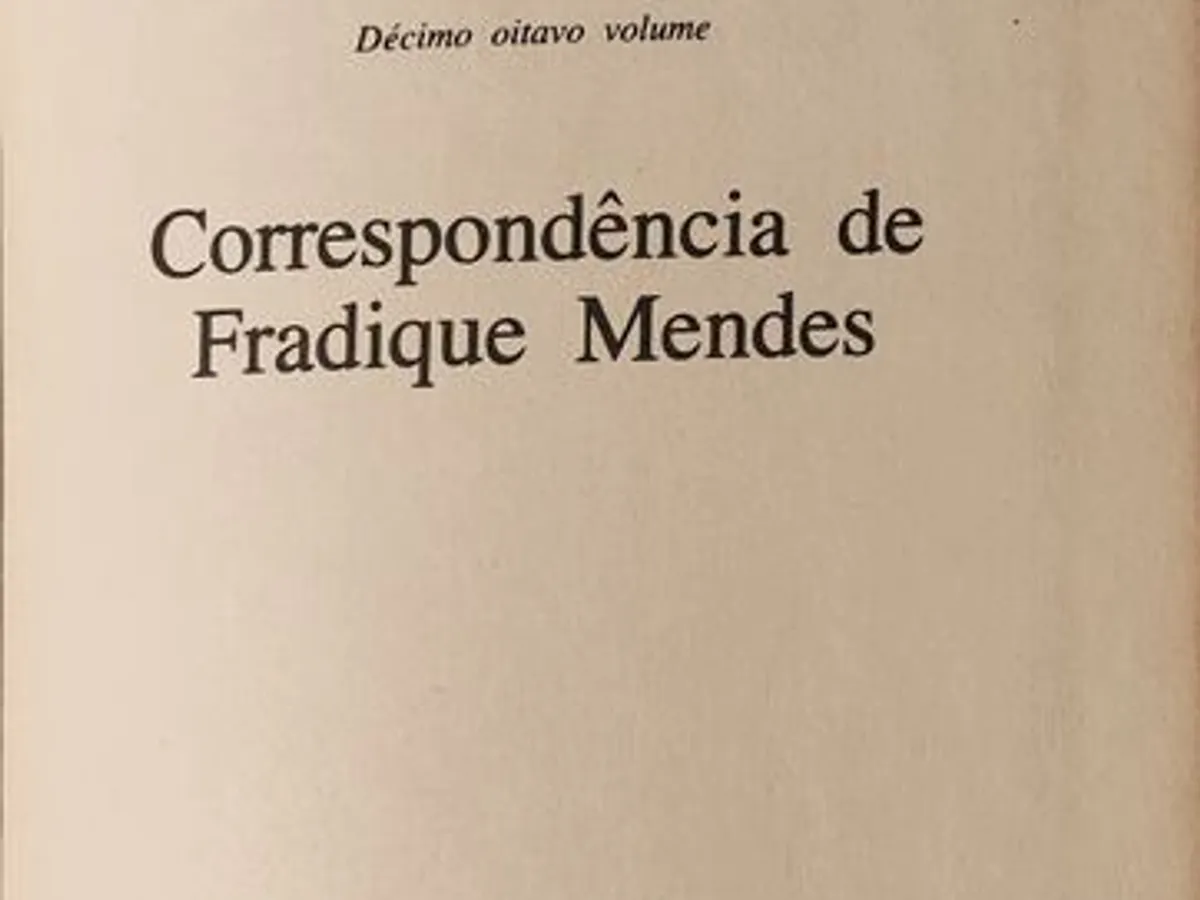 Décimo oitavo volume
Correspondência de
Fradique Mendes